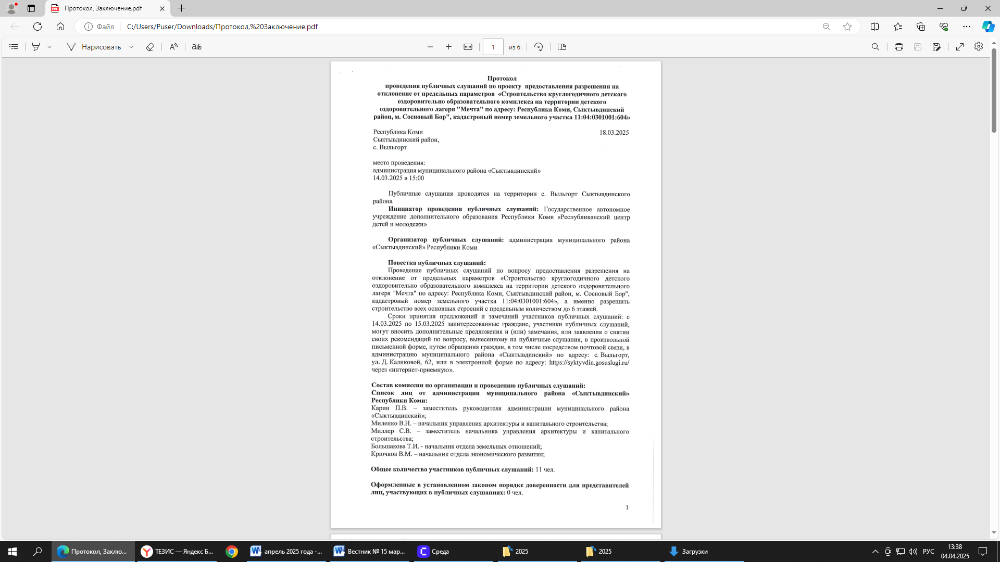 Протокол, Заключение.pdf
Файл
C:/Users/Puser/Downloads/Протокол,%20Заключение.pdf
Нарисовать
1
из 6
Протокол
проведения публичных слушаний по проекту предоставления разрешения на
отклонение от предельных параметров «Строительство круглогодичного детского
оздоровительно образовательного комплекса на территории детского
оздоровительного лагеря "Мечта" по адресу: Республика Коми, Сыктывдинский
район, м. Сосновый Бор", кадастровый номер земельного участка 11:04:0301001:604»
Республика Коми 18.03.2025
Сыктывдинский район,
с. Выльгорт
место проведения:
администрация муниципального района «Сыктывдинский»
14.03.2025 в 15:00
Публичные слушания проводятся на территории с. Выльгорт Сыктывдинского
района
Инициатор проведения публичных слушаний: Государственное автономное
учреждение дополнительного образования Республики Коми «Республиканский центр
детей и молодежи»
Организатор публичных слушаний: администрация муниципального района
«Сыктывдинский» Республики Коми
Повестка публичных слушаний:
Проведение публичных слушаний по вопросу предоставления разрешения на
отклонение от предельных параметров «Строительство круглогодичного детского
оздоровительно образовательного комплекса на территории детского оздоровительного
лагеря "Мечта" по адресу: Республика Коми, Сыктывдинский район, м. Сосновый Бор",
кадастровый номер земельного участка 11:04:0301001:604», а именно разрешить
строительство всех основных строений с предельным количеством до 6 этажей.
Сроки принятия предложений и замечаний участников публичных слушаний: с
14.03.2025 по 15.03.2025 заинтересованные граждане, участники публичных слушаний,
могут вносить дополнительные предложения и (или) замечания, или заявления о снятии
своих рекомендаций по вопросу, вынесенному на публичные слушания, в произвольной
письменной форме, путем обращения граждан, в том числе посредством почтовой связи, в
администрацию муниципального района «Сыктывдинский» по адресу: с. Выльгорт,
ул. Д. Каликовой, 62, или в электронной форме по адресу: https://syktyvdin.gosuslugi.ru/
через «интернет-приемную».
Состав комиссии по организации и проведению публичных слушаний:
Список лиц от администрации муниципального района «Сыктывдинский»
Республики Коми:
Карин П.В. – заместитель руководителя администрации муниципального района
«Сыктывдинский»;
Миленко В.Н. – начальник управления архитектуры и капитального строительства;
Миллер С.В. – заместитель начальника управления архитектуры и капитального
строительства;
Большакова Т.И. - начальник отдела земельных отношений;
Крючков В.М. – начальник отдела экономического развития;
Общее количество участников публичных слушаний: 11 чел.
Оформленные в установленном законом порядке доверенности для представителей
лиц, участвующих в публичных слушаниях: 0 чел.
1
Протокол, Заклю...
ТЕЗИС — Яндекс Б...
апрель 2025 года -...
Вестник № 15 мар...
Среда
2025
2025
Загрузки
РУС
13:38
04.04.2025